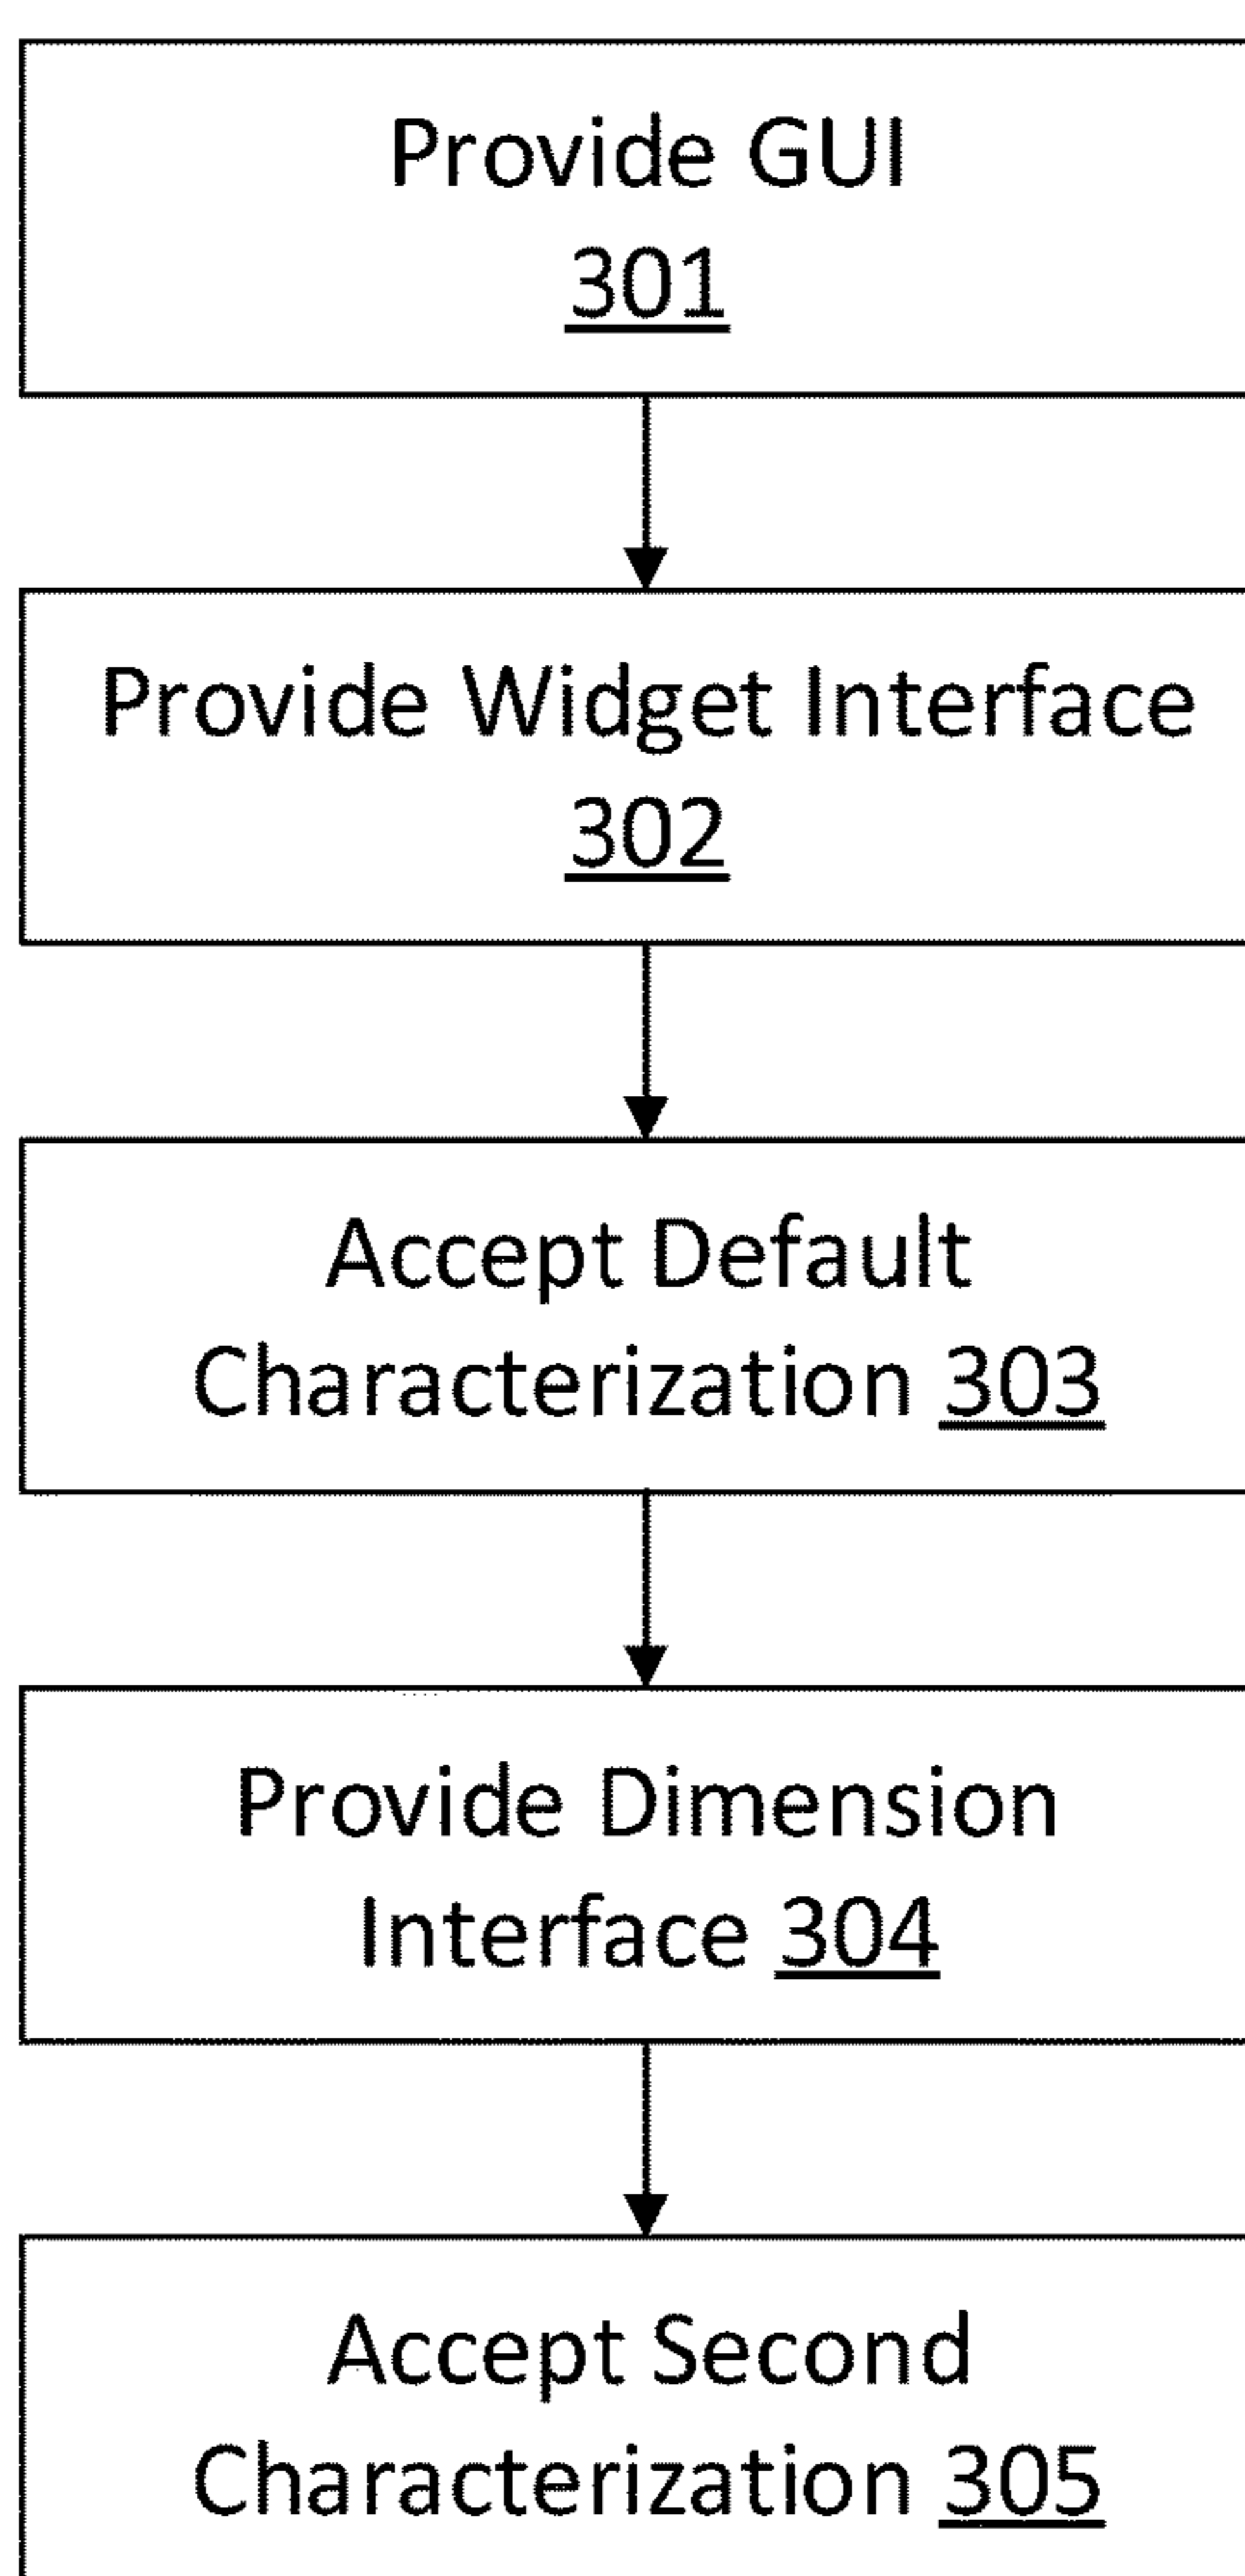 Provide GUI
301
Provide Widget Interface
302
Accept Default
Characterization 303
Provide Dimension
Interface 304
Accept Second
Characterization 305